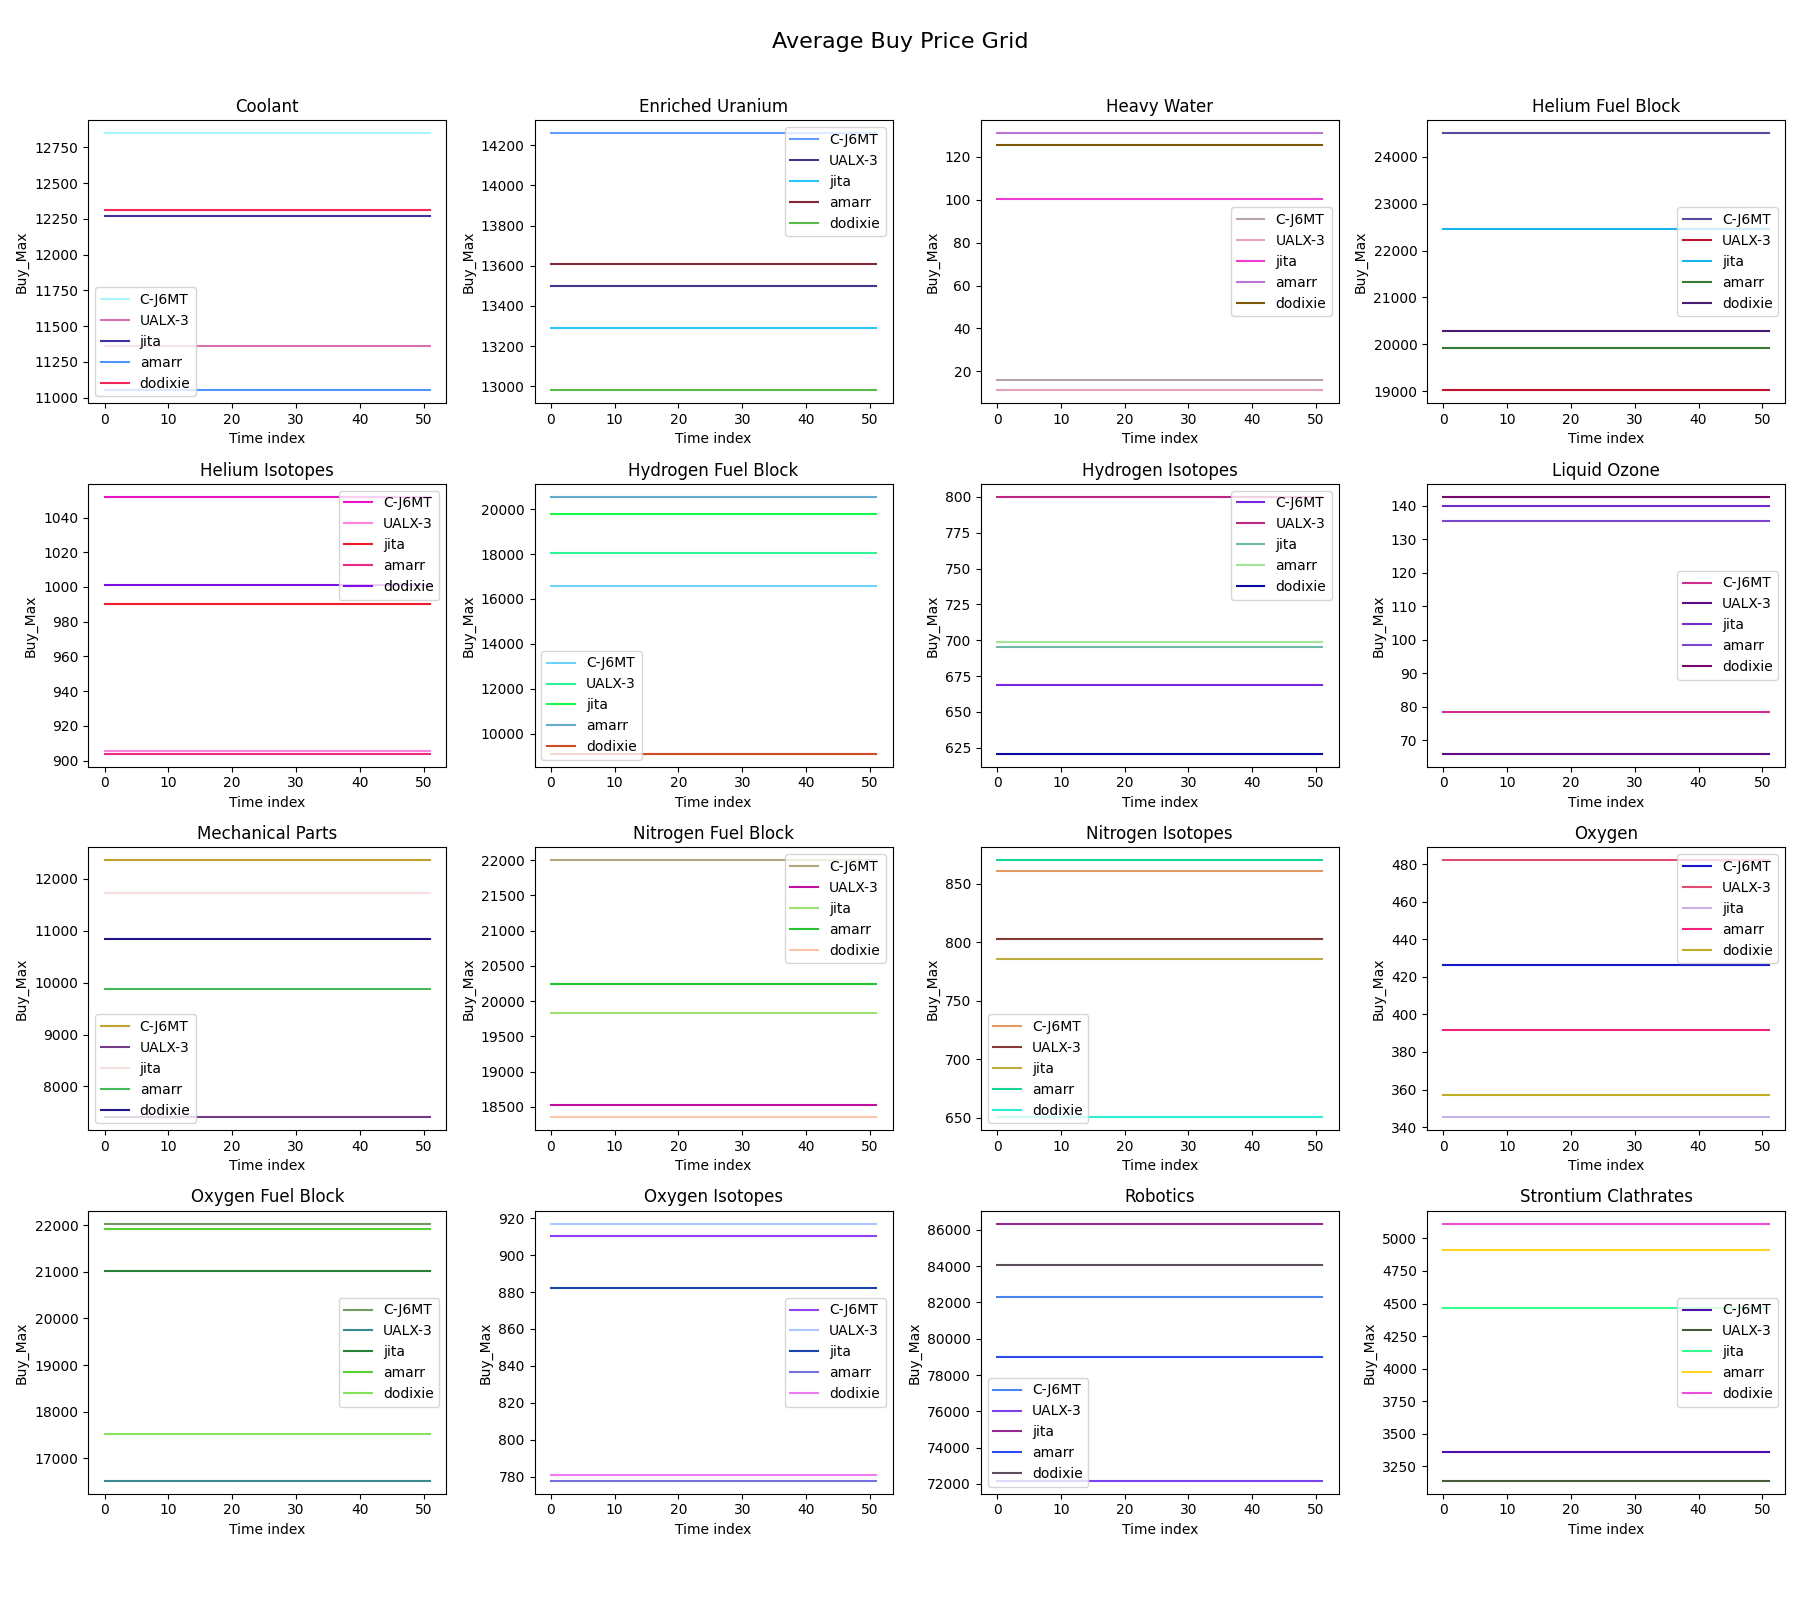 Average Buy Price Grid
Coolant
Buy_Max
12750
12500
12250
12000
11750
11500
11250
11000
C-J6MT
UALX-3
jita
amarr
dodixie
0 10 20 30 40 50
Time index
Enriched Uranium
Buy_Max
14200
14000
13800
13600
13400
13200
13000
C-J6MT
UALX-3
jita
amarr
dodixie
0 10 20 30 40 50
Time index
Heavy Water
Buy_Max
120
100
80
60
40
20
C-J6MT
UALX-3
jita
amarr
dodixie
0 10 20 30 40 50
Time index
Helium Fuel Block
Buy_Max
24000
23000
22000
21000
20000
19000
C-J6MT
UALX-3
jita
amarr
dodixie
0 10 20 30 40 50
Time index
Helium Isotopes
Buy_Max
1040
1020
1000
980
960
940
920
900
C-J6MT
UALX-3
jita
amarr
dodixie
0 10 20 30 40 50
Time index
Hydrogen Fuel Block
Buy_Max
20000
18000
16000
14000
12000
10000
C-J6MT
UALX-3
jita
amarr
dodixie
0 10 20 30 40 50
Time index
Hydrogen Isotopes
Buy_Max
800
775
750
725
700
675
650
625
C-J6MT
UALX-3
jita
amarr
dodixie
0 10 20 30 40 50
Time index
Liquid Ozone
Buy_Max
140
130
120
110
100
90
80
70
C-J6MT
UALX-3
jita
amarr
dodixie
0 10 20 30 40 50
Time index
Mechanical Parts
Buy_Max
12000
11000
10000
9000
8000
C-J6MT
UALX-3
jita
amarr
dodixie
0 10 20 30 40 50
Time index
Nitrogen Fuel Block
Buy_Max
22000
21500
21000
20500
20000
19500
19000
18500
C-J6MT
UALX-3
jita
amarr
dodixie
0 10 20 30 40 50
Time index
Nitrogen Isotopes
Buy_Max
850
800
750
700
650
C-J6MT
UALX-3
jita
amarr
dodixie
0 10 20 30 40 50
Time index
Oxygen
Buy_Max
480
460
440
420
400
380
360
340
C-J6MT
UALX-3
jita
amarr
dodixie
0 10 20 30 40 50
Time index
Oxygen Fuel Block
Buy_Max
22000
21000
20000
19000
18000
17000
C-J6MT
UALX-3
jita
amarr
dodixie
0 10 20 30 40 50
Time index
Oxygen Isotopes
Buy_Max
920
900
880
860
840
820
800
780
C-J6MT
UALX-3
jita
amarr
dodixie
0 10 20 30 40 50
Time index
Robotics
Buy_Max
86000
84000
82000
80000
78000
76000
74000
72000
C-J6MT
UALX-3
jita
amarr
dodixie
0 10 20 30 40 50
Time index
Strontium Clathrates
Buy_Max
5000
4750
4500
4250
4000
3750
3500
3250
C-J6MT
UALX-3
jita
amarr
dodixie
0 10 20 30 40 50
Time index